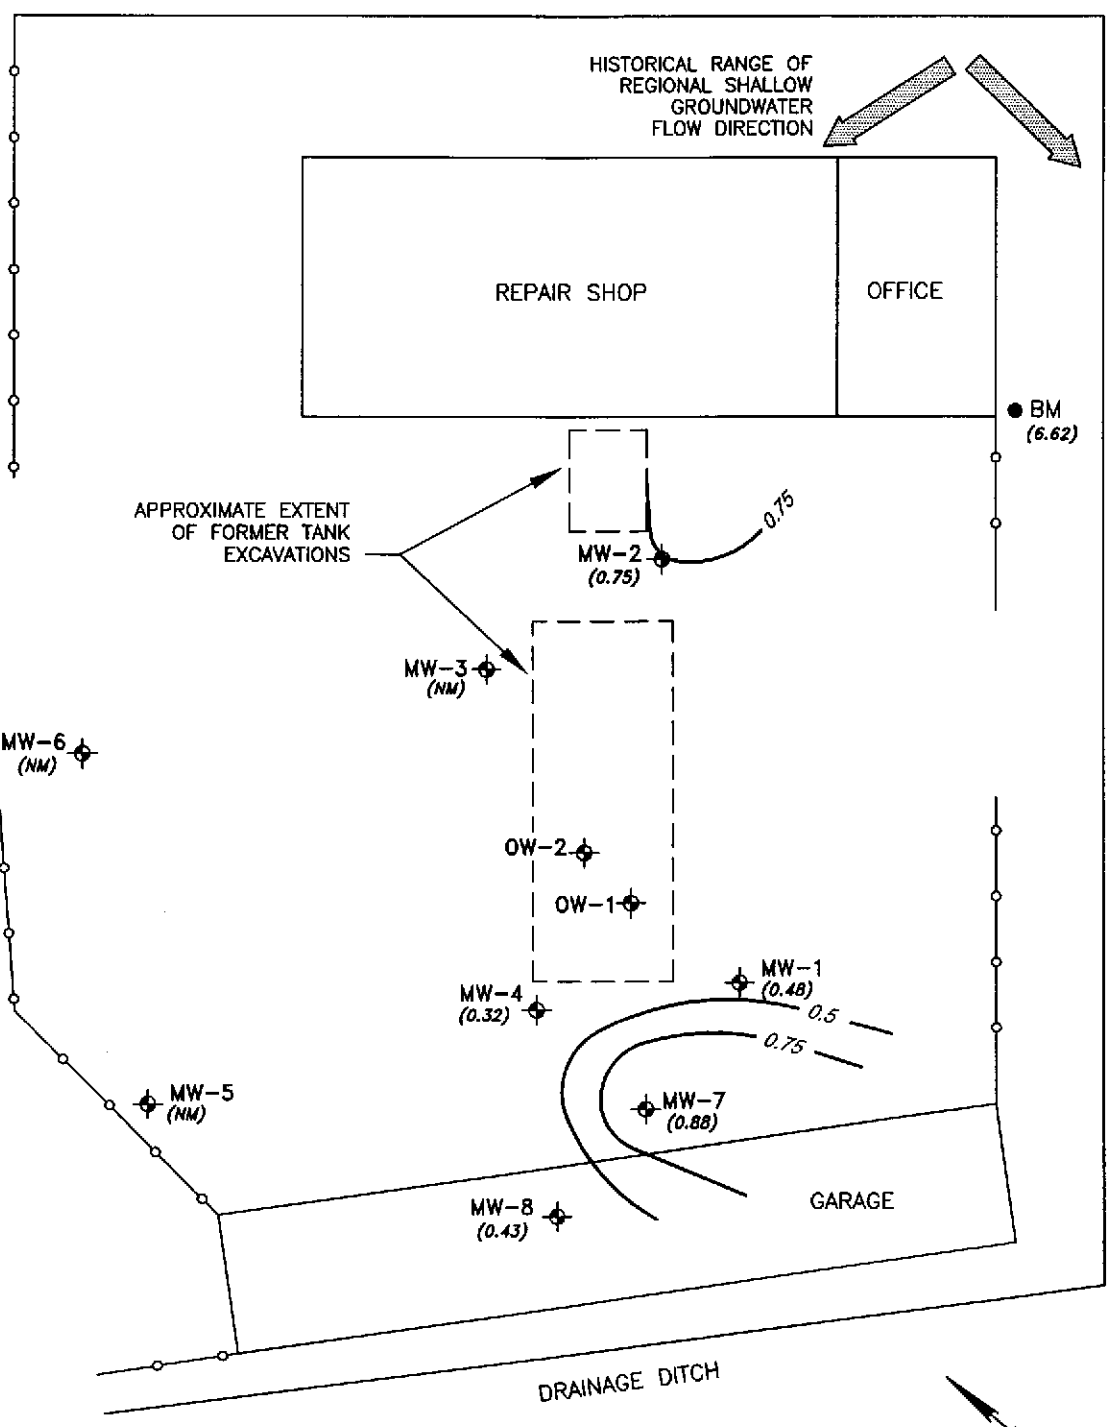 HISTORICAL RANGE OF
REGIONAL SHALLOW
GROUNDWATER
FLOW DIRECTION
REPAIR SHOP
OFFICE
BM
(6.62)
APPROXIMATE EXTENT
OF FORMER TANK
EXCAVATIONS
0.75
MW-2
(0.75)
MW-3
(NM)
MW-6
(NM)
OW-2
OW-1
MW-1
(0.48)
MW-4
(0.32)
0.5
0.75
MW-5
(NM)
MW-7
(0.88)
MW-8
(0.43)
GARAGE
DRAINAGE DITCH